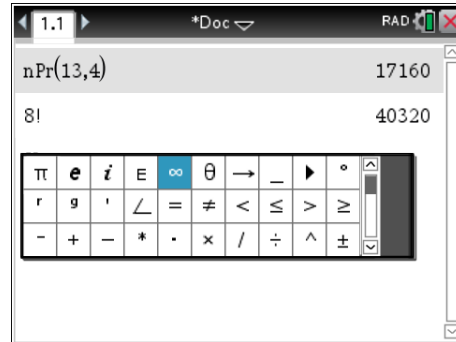 1.1 *Doc RAD
nPr(13,4) 17160
8! 40320
π e i E ∞ θ → _ ▶ °
r g ' ∠ = ≠ < ≤ > ≥
- + − * · × / ÷ ^ ±